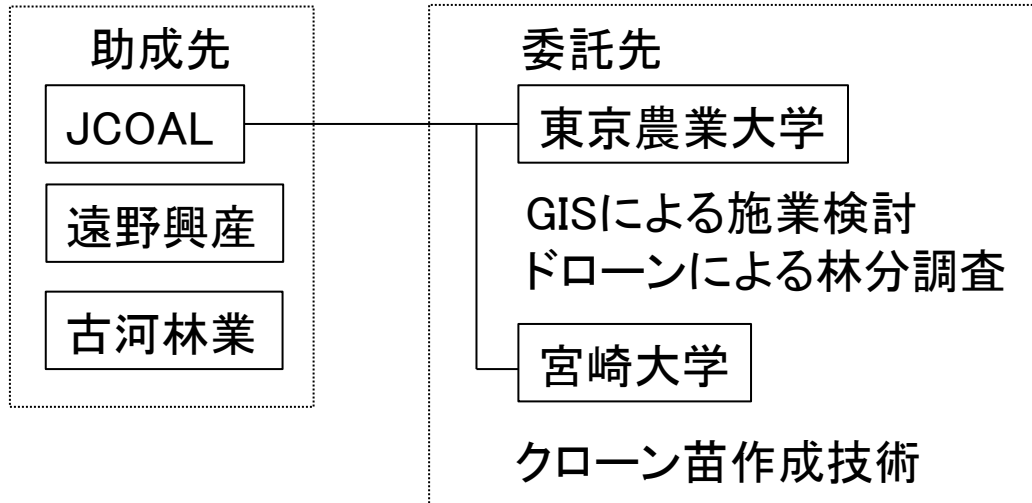 助成先
JCOAL
遠野興産
古河林業
委託先
東京農業大学
GISによる施業検討
ドローンによる林分調査
宮崎大学
クローン苗作成技術